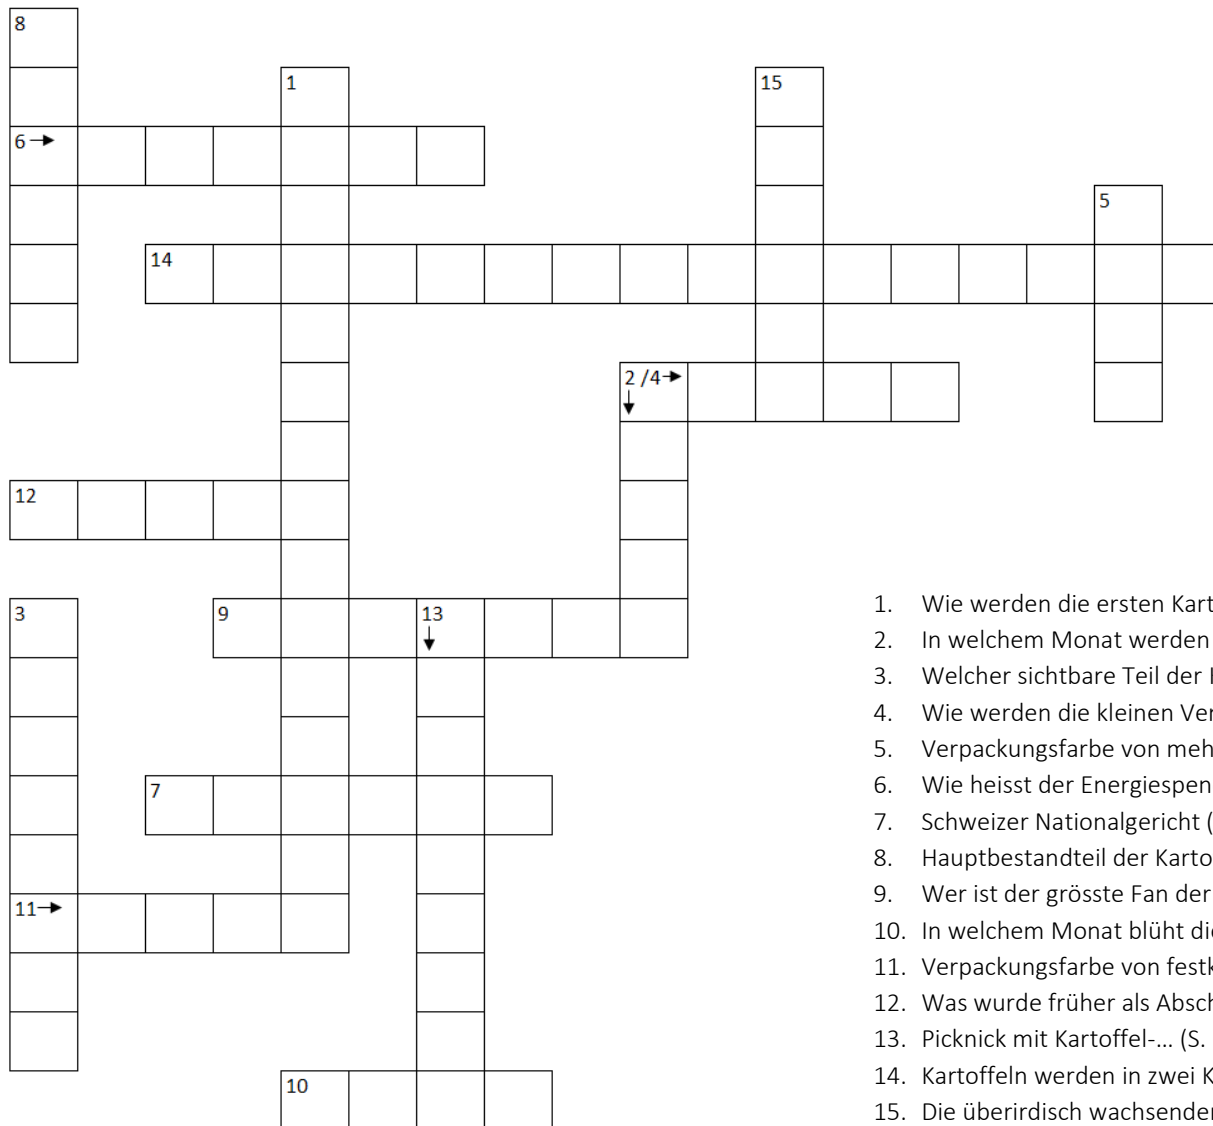 8
1
15
6
5
14
2 /4
12
3
9
13
7
11
10
1. Wie werden die ersten Kart
2. In welchem Monat werden
3. Welcher sichtbare Teil der
4. Wie werden die kleinen Ver
5. Verpackungsfarbe von meh
6. Wie heisst der Energiespen
7. Schweizer Nationalgericht (
8. Hauptbestandteil der Karto
9. Wer ist der grösste Fan der
10. In welchem Monat blüht di
11. Verpackungsfarbe von festk
12. Was wurde früher als Absch
13. Picknick mit Kartoffel-... (S.
14. Kartoffeln werden in zwei K
15. Die überirdisch wachsender